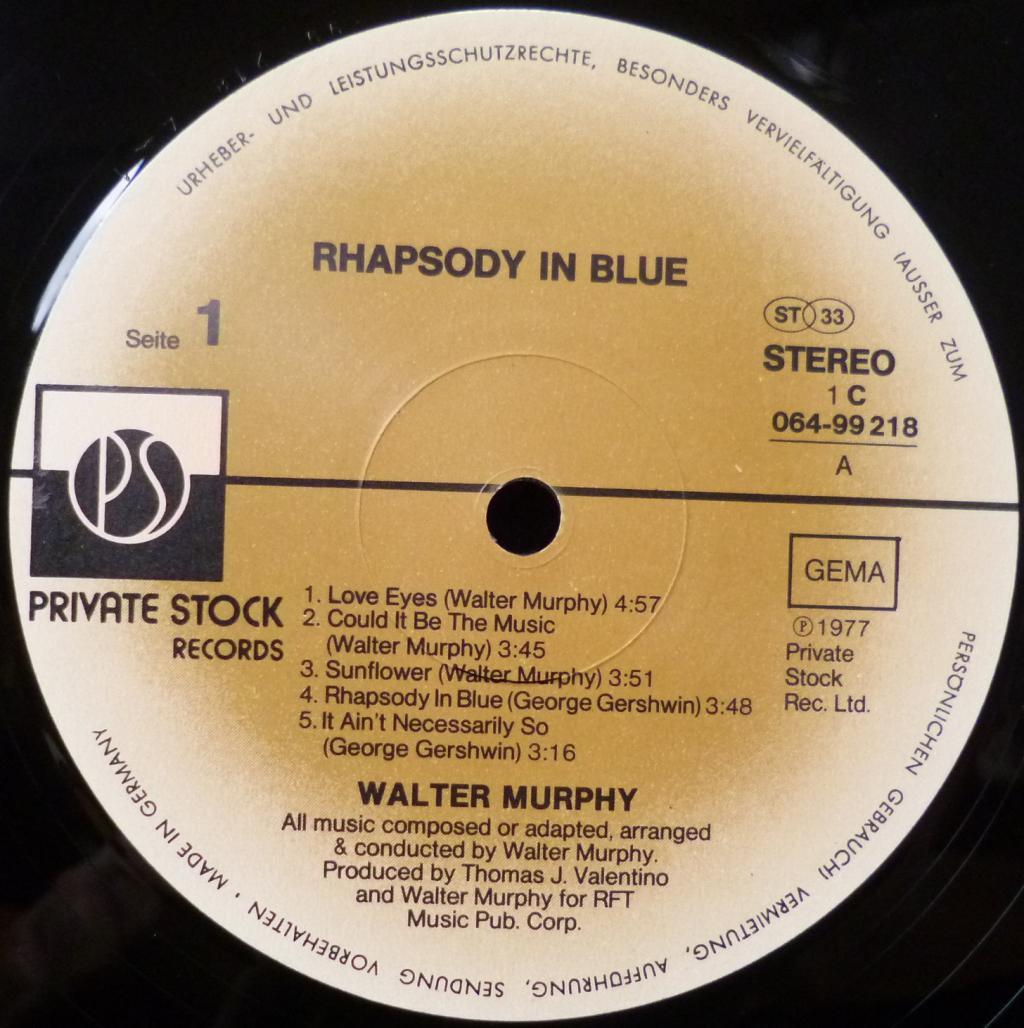 URHEBER- UND LEISTUNGSSCHUTZRECHTE, BESONDERS VERVIELFÄLTIGUNG (AUSSER ZUM PERSÖNLICHEN GEBRAUCH) VERMIETUNG, AUFFÜHRUNG, SENDUNG VORBEHALTEN · MADE IN GERMANY
RHAPSODY IN BLUE
Seite 1
ST 33
STEREO
1 C
064-99 218
A
PS
PRIVATE STOCK
RECORDS
GEMA
℗ 1977
Private
Stock
Rec. Ltd.
1. Love Eyes (Walter Murphy) 4:57
2. Could It Be The Music
(Walter Murphy) 3:45
3. Sunflower (Walter Murphy) 3:51
4. Rhapsody In Blue (George Gershwin) 3:48
5. It Ain't Necessarily So
(George Gershwin) 3:16
WALTER MURPHY
All music composed or adapted, arranged
& conducted by Walter Murphy.
Produced by Thomas J. Valentino
and Walter Murphy for RFT
Music Pub. Corp.